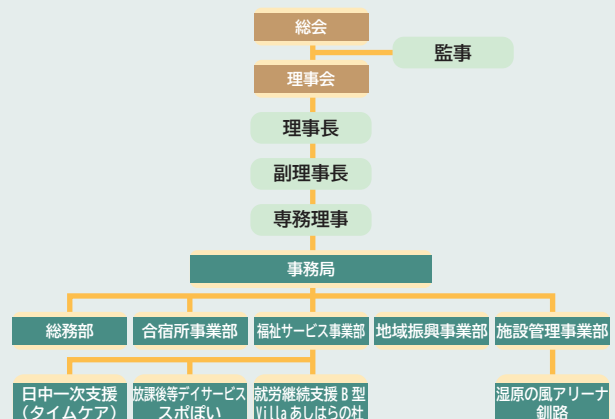 総会
監事
理事会
理事長
副理事長
専務理事
事務局
総務部
合宿所事業部
福祉サービス事業部
地域振興事業部
施設管理事業部
日中一次支援
（タイムケア）
放課後等デイサービス
スポぽい
就労継続支援B型
Villaあしはらの杜
湿原の風アリーナ
釧路